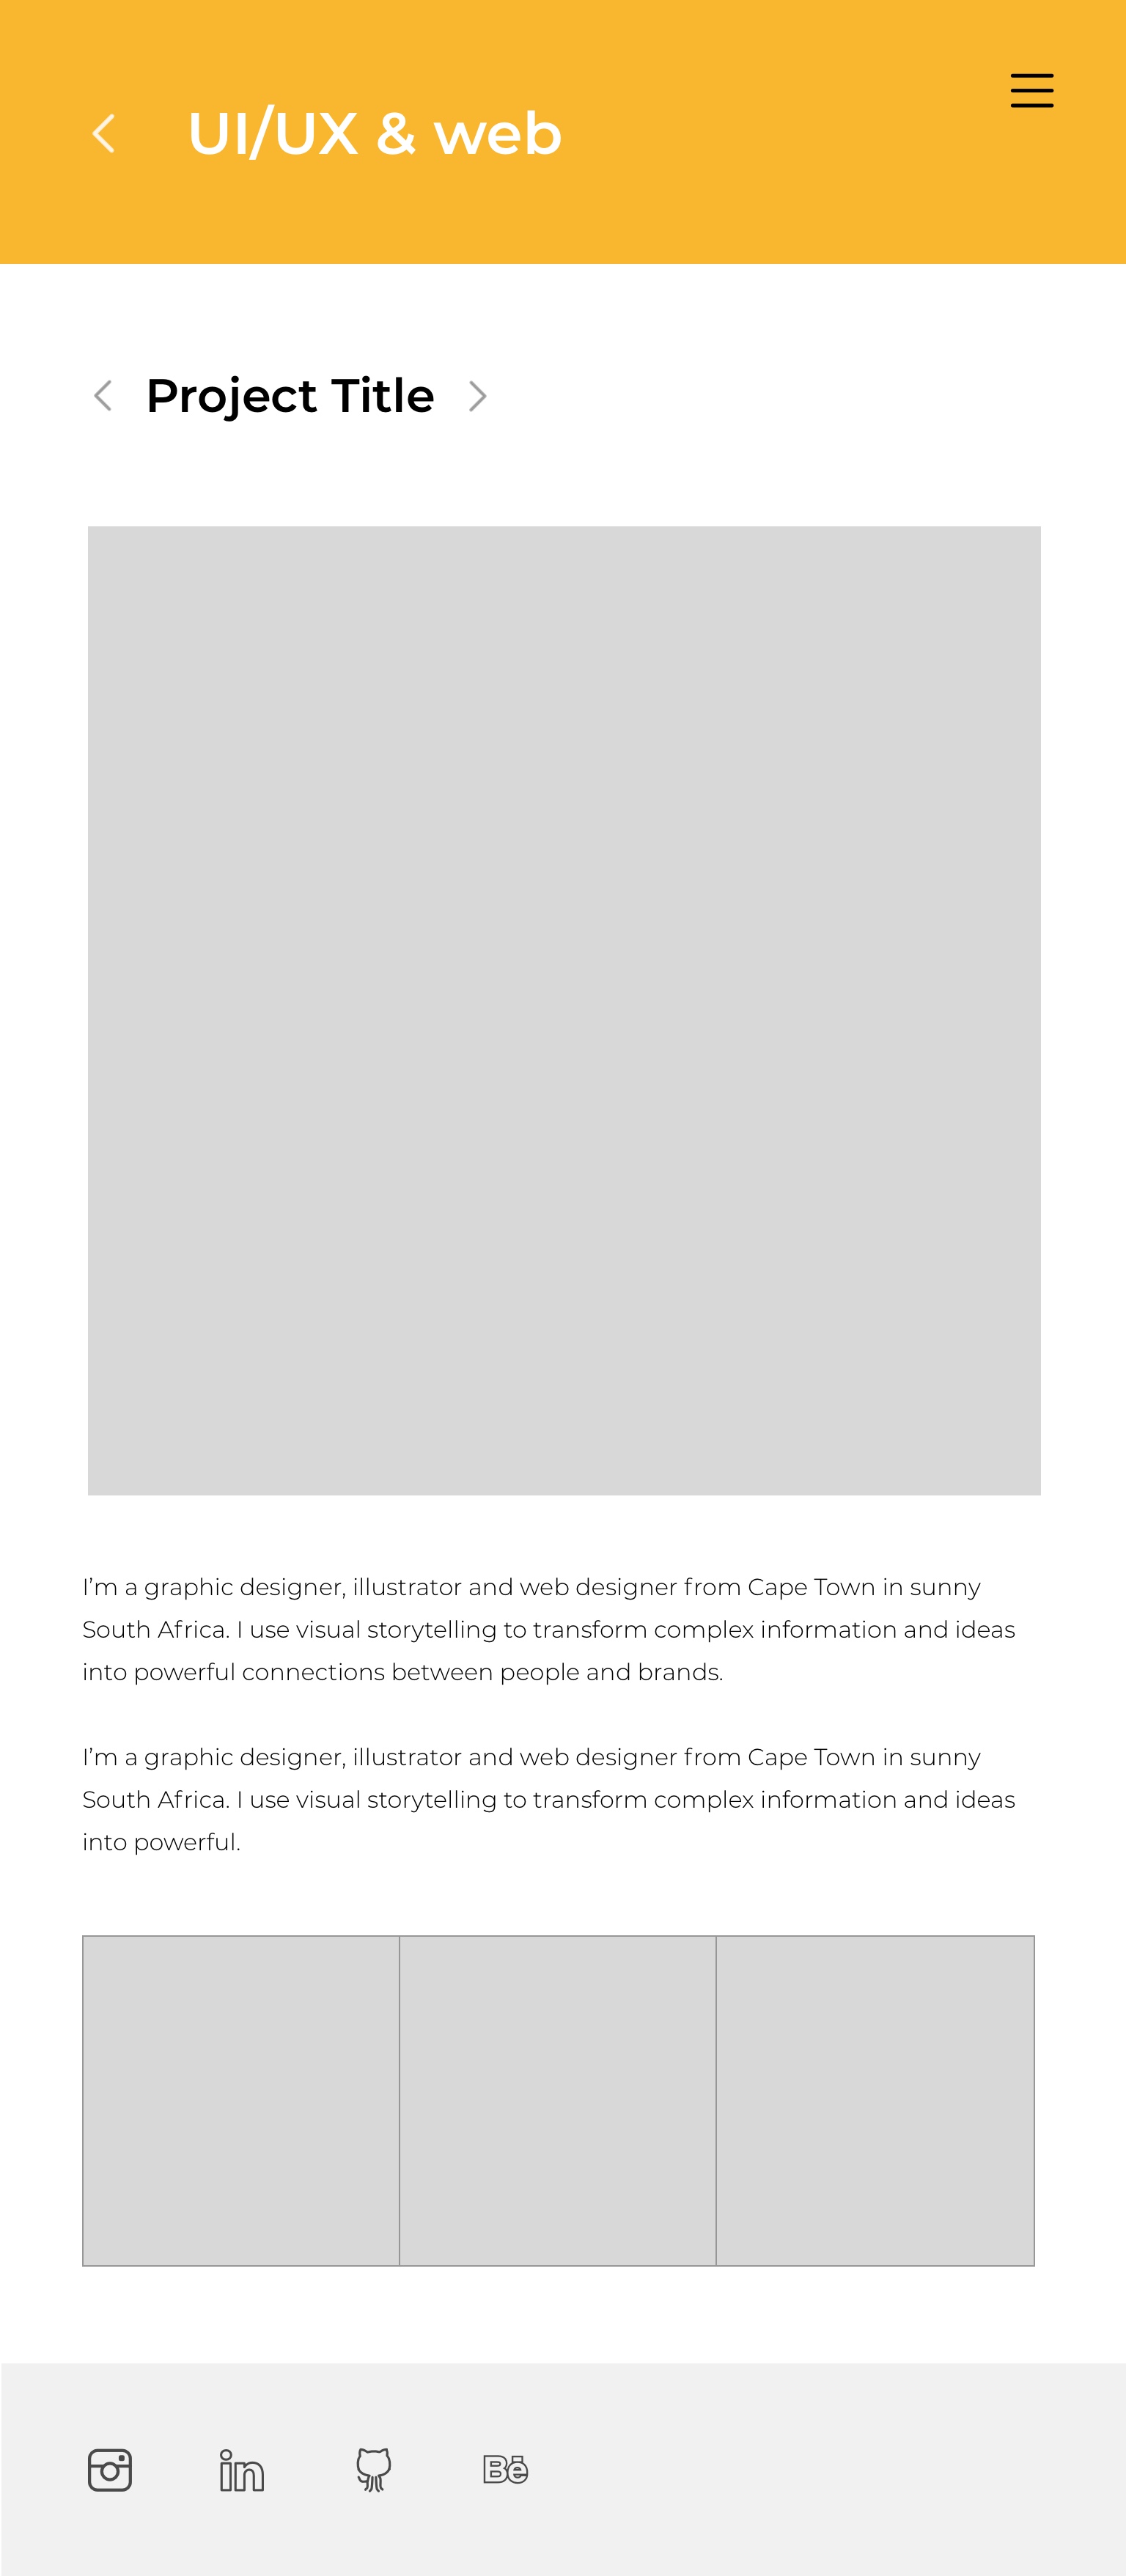 UI/UX & web
Project Title
I’m a graphic designer, illustrator and web designer from Cape Town in sunny
South Africa. I use visual storytelling to transform complex information and ideas
into powerful connections between people and brands.
I’m a graphic designer, illustrator and web designer from Cape Town in sunny
South Africa. I use visual storytelling to transform complex information and ideas
into powerful.
in
Bē